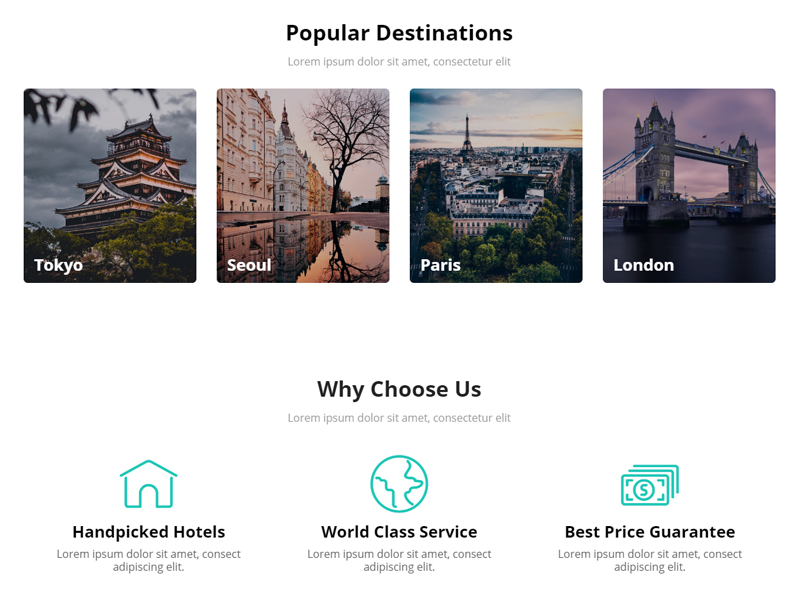 Popular Destinations
Lorem ipsum dolor sit amet, consectetur elit
Tokyo
Seoul
Paris
London
Why Choose Us
Lorem ipsum dolor sit amet, consectetur elit
Handpicked Hotels
Lorem ipsum dolor sit amet, consect
adipiscing elit.
World Class Service
Lorem ipsum dolor sit amet, consect
adipiscing elit.
Best Price Guarantee
Lorem ipsum dolor sit amet, consect
adipiscing elit.